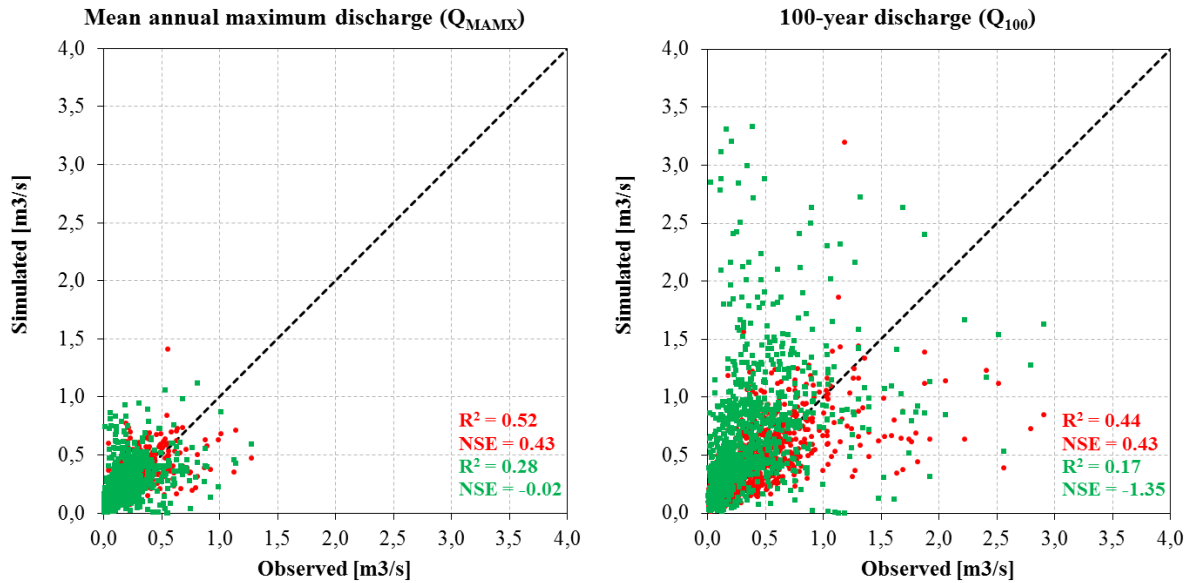 Mean annual maximum discharge (QMAMX)
Simulated [m3/s]
4,0
3,5
3,0
2,5
2,0
1,5
1,0
0,5
0,0
R² = 0.52
NSE = 0.43
R² = 0.28
NSE = -0.02
0,0 0,5 1,0 1,5 2,0 2,5 3,0 3,5 4,0
Observed [m3/s]
100-year discharge (Q100)
Simulated [m3/s]
4,0
3,5
3,0
2,5
2,0
1,5
1,0
0,5
0,0
R² = 0.44
NSE = 0.43
R² = 0.17
NSE = -1.35
0,0 0,5 1,0 1,5 2,0 2,5 3,0 3,5 4,0
Observed [m3/s]